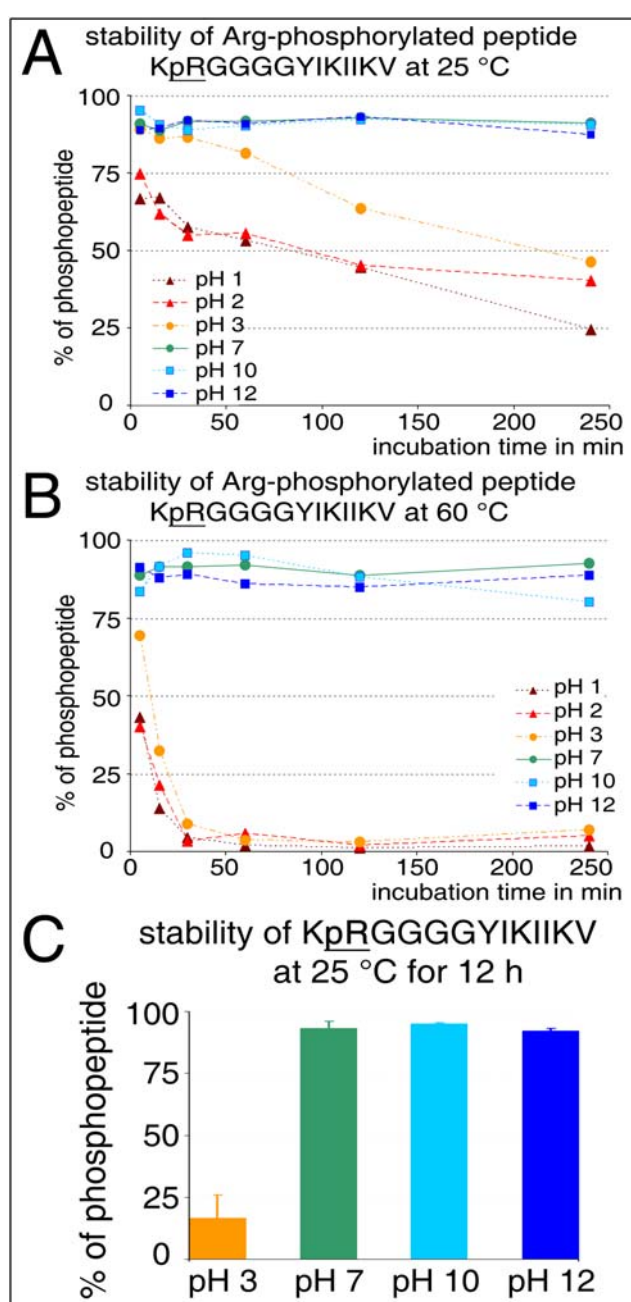 A
stability of Arg-phosphorylated peptide
KpRGGGGYIKIIKV at 25 °C
% of phosphopeptide
100
75
50
25
0
pH 1
pH 2
pH 3
pH 7
pH 10
pH 12
0 50 100 150 200 250
incubation time in min
B
stability of Arg-phosphorylated peptide
KpRGGGGYIKIIKV at 60 °C
% of phosphopeptide
100
75
50
25
0
pH 1
pH 2
pH 3
pH 7
pH 10
pH 12
0 50 100 150 200 250
incubation time in min
C
stability of KpRGGGGYIKIIKV
at 25 °C for 12 h
% of phosphopeptide
100
75
50
25
0
pH 3 pH 7 pH 10 pH 12